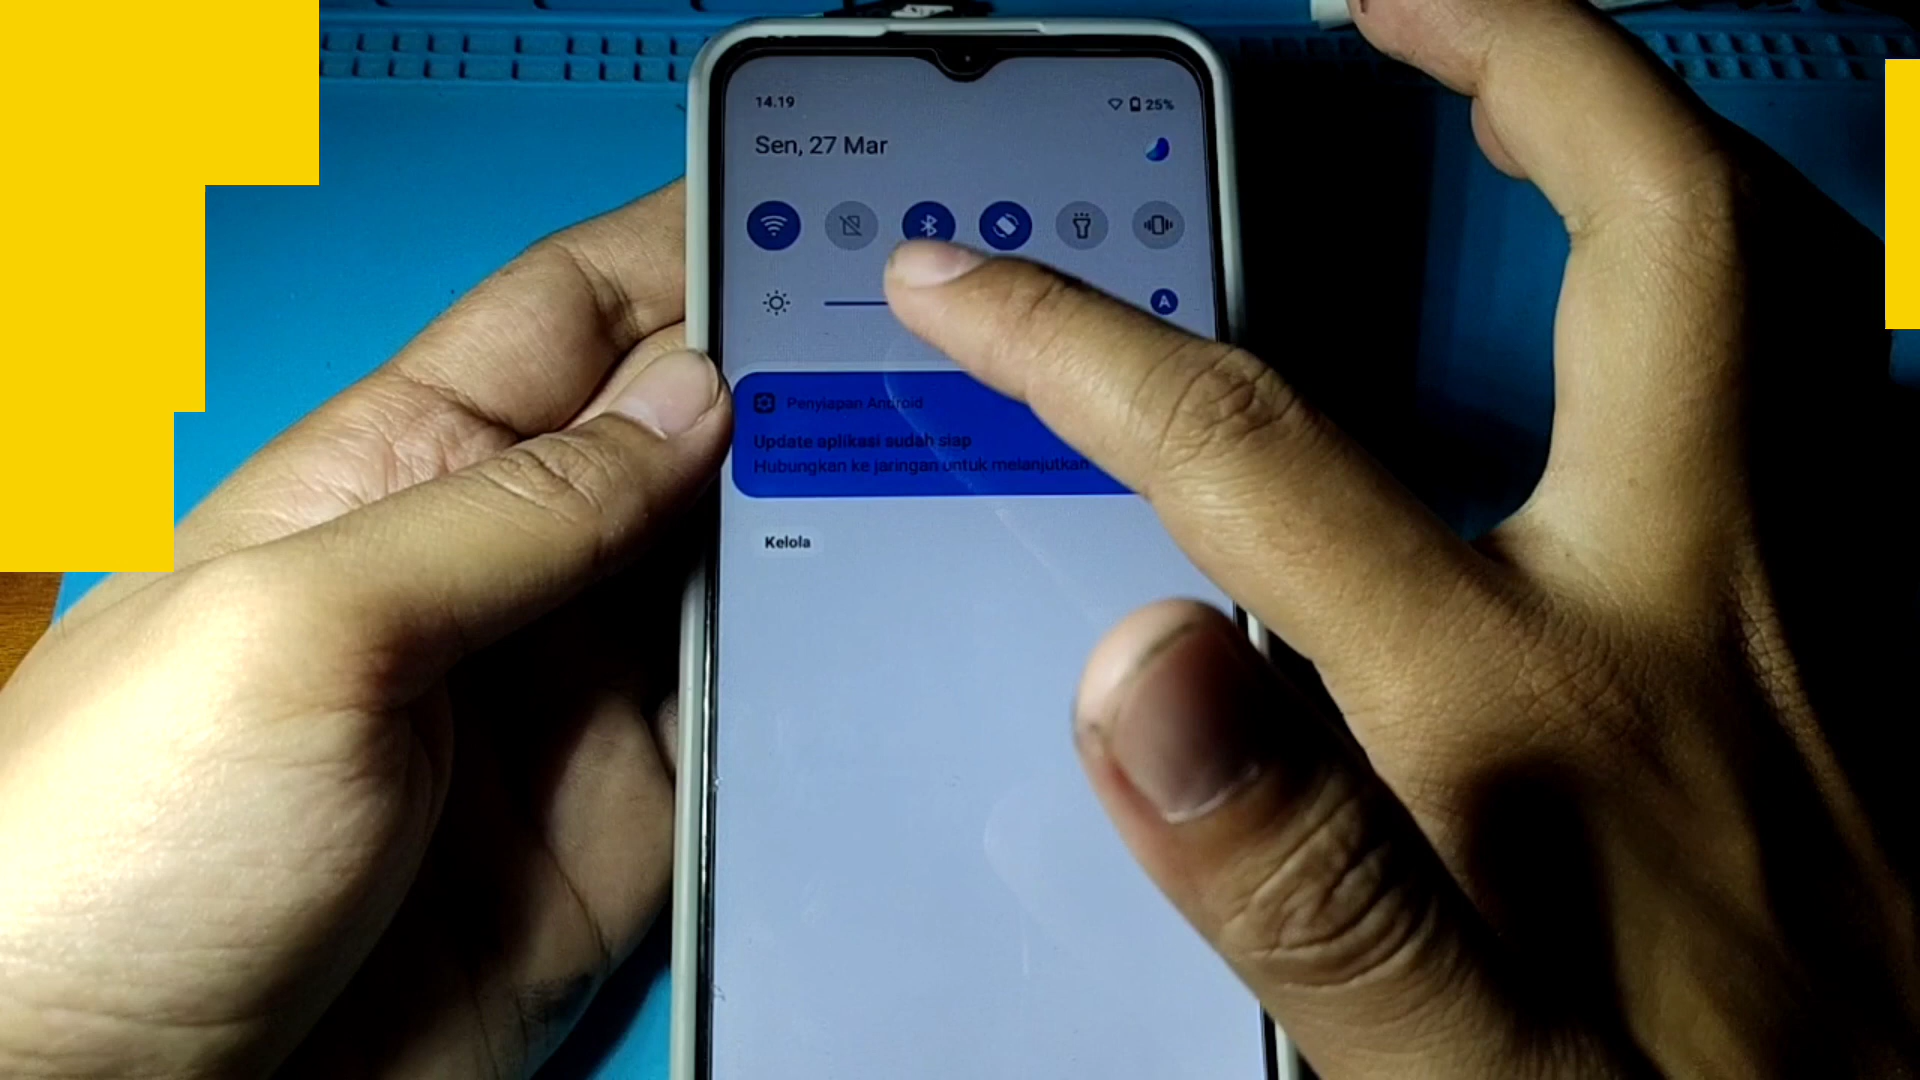 14.19
25%
Sen, 27 Mar
A
Penyiapan Android
Update aplikasi sudah siap
Hubungkan ke jaringan untuk melanjutkan
Kelola